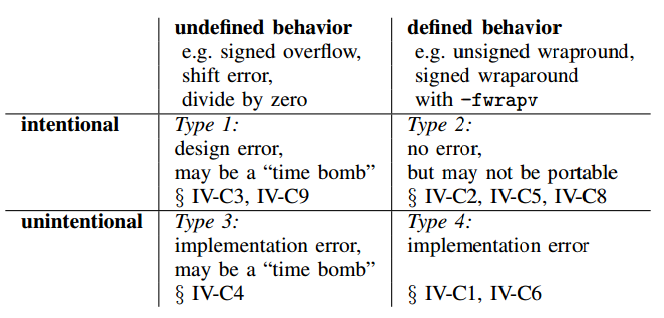 undefined behavior defined behavior
e.g. signed overflow, e.g. unsigned wrapround,
shift error, signed wraparound
divide by zero with -fwrapv
intentional Type 1: Type 2:
design error, no error,
may be a “time bomb” but may not be portable
§ IV-C3, IV-C9 § IV-C2, IV-C5, IV-C8
unintentional Type 3: Type 4:
implementation error, implementation error
may be a “time bomb”
§ IV-C4 § IV-C1, IV-C6